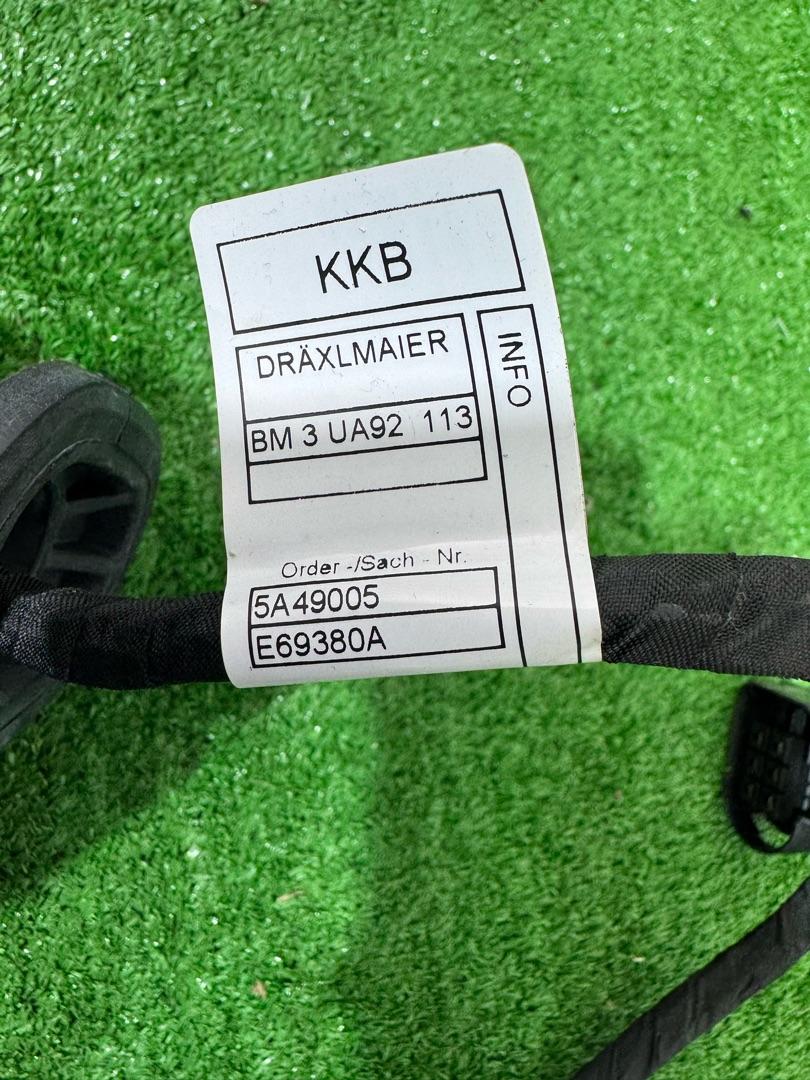 KKB
DRÄXLMAIER
BM 3 UA92 113
INFO
Order -/Sach - Nr.
5A49005
E69380A